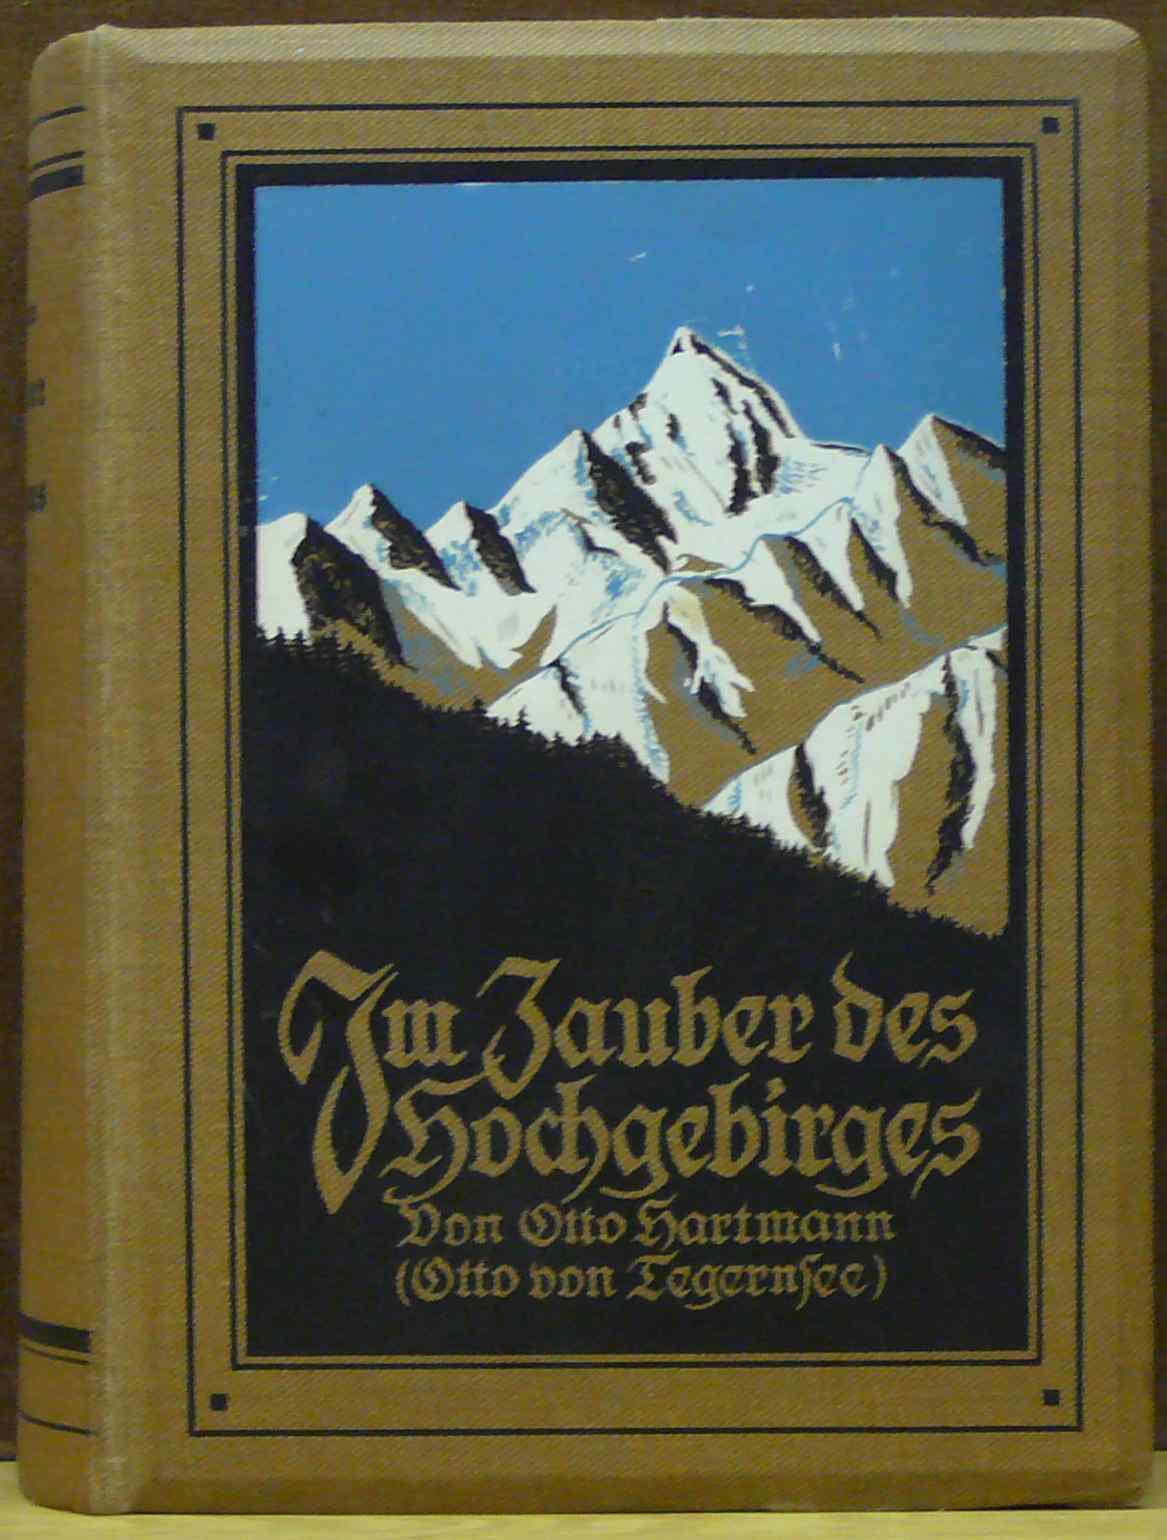 Im Zauber des
Hochgebirges
Von Otto Hartmann
(Otto von Tegernsee)